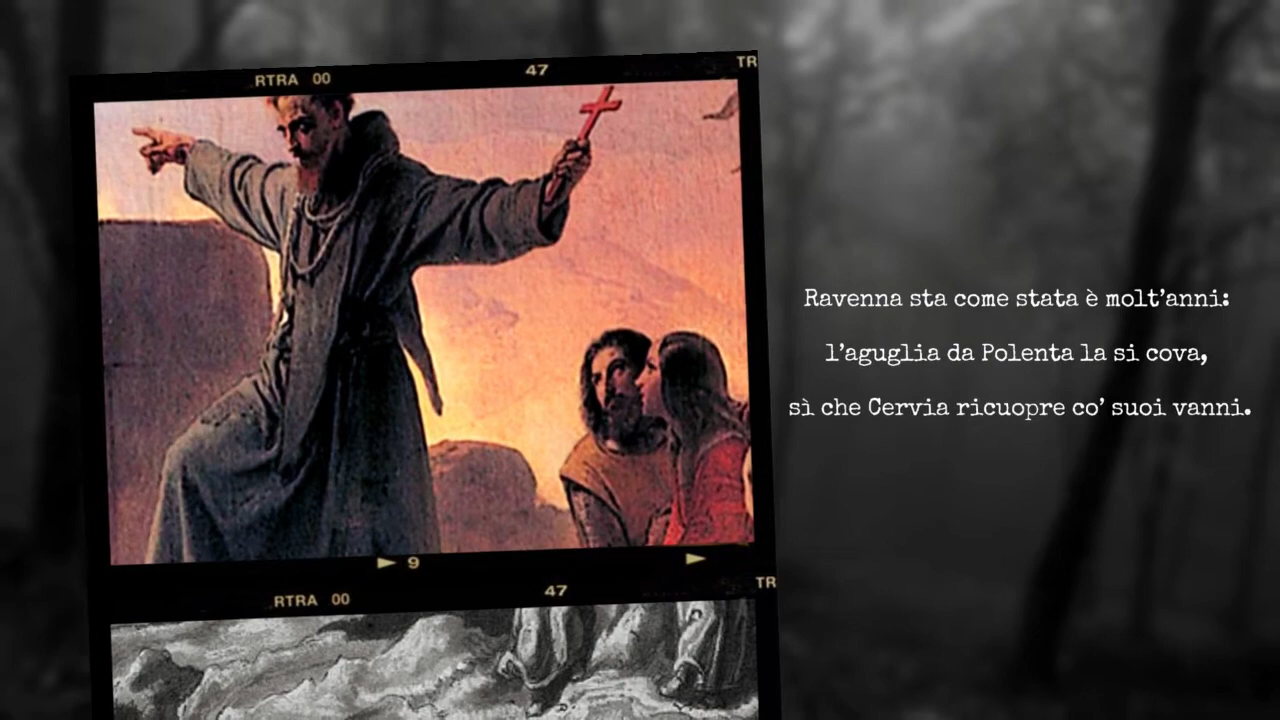 RTRA 00 47 TR
Ravenna sta come stata è molt’anni:
l’aguglia da Polenta la si cova,
sì che Cervia ricuopre co’ suoi vanni.
9
RTRA 00 47 TR